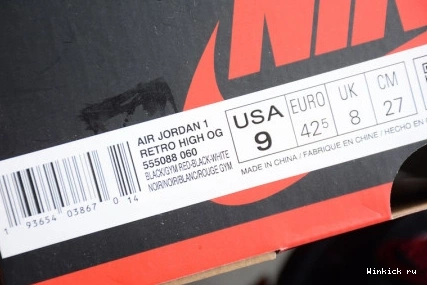 NIK
AIR JORDAN 1
RETRO HIGH OG
555088 060
BLACK/GYM RED-BLACK-WHITE
NOIR/NOIR/BLANC/ROUGE GYM
1 93654 03867 0 14
USA
9
EURO
42.5
UK
8
CM
27
MADE IN CHINA / FABRIQUE EN CHINE / HECHO EN
Winkick ru